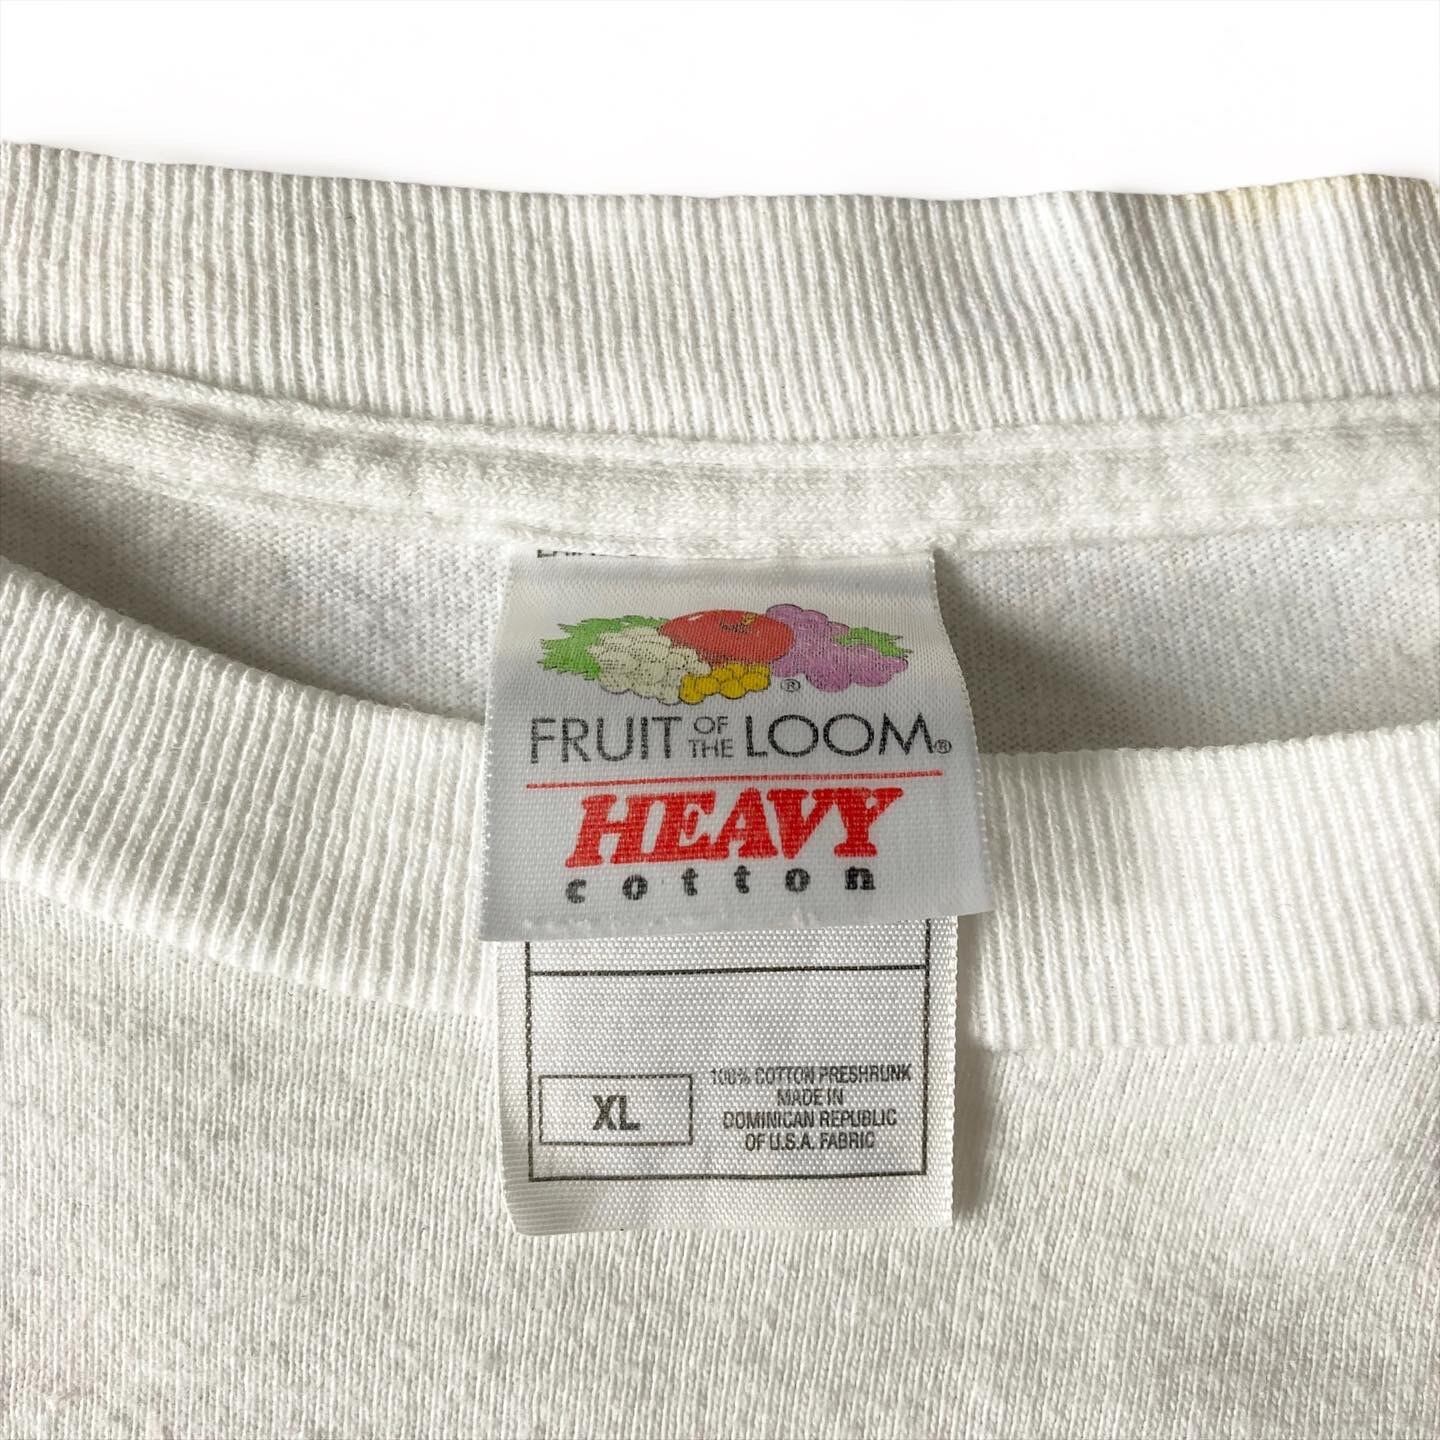 ®
FRUIT OF THE LOOM®
HEAVY
cotton
XL
100% COTTON PRESHRUNK
MADE IN
DOMINICAN REPUBLIC
OF U.S.A. FABRIC